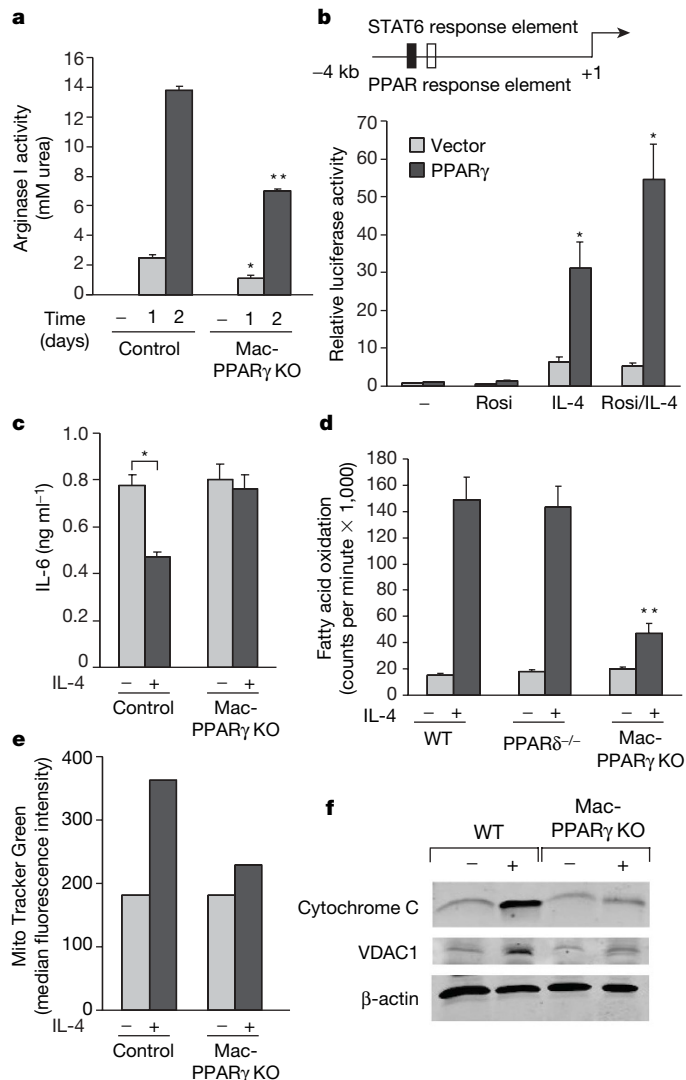 a
16
14
12
10
8
6
4
2
0
Arginase I activity
(mM urea)
*
**
Time
(days)
– 1 2
– 1 2
Control
Mac-
PPARγ KO
b
STAT6 response element
–4 kb
+1
PPAR response element
70
60
50
40
30
20
10
0
Relative luciferase activity
Vector
PPARγ
*
*
– Rosi IL-4 Rosi/IL-4
c
1.0
0.8
0.6
0.4
0.2
0
IL-6 (ng ml–1)
*
IL-4 – + – +
Control
Mac-
PPARγ KO
d
180
160
140
120
100
80
60
40
20
0
Fatty acid oxidation
(counts per minute × 1,000)
**
IL-4 – + – + – +
WT
PPARδ–/–
Mac-
PPARγ KO
e
400
300
200
100
0
Mito Tracker Green
(median fluorescence intensity)
IL-4 – + – +
Control
Mac-
PPARγ KO
f
WT
Mac-
PPARγ KO
– + – +
Cytochrome C
VDAC1
β-actin